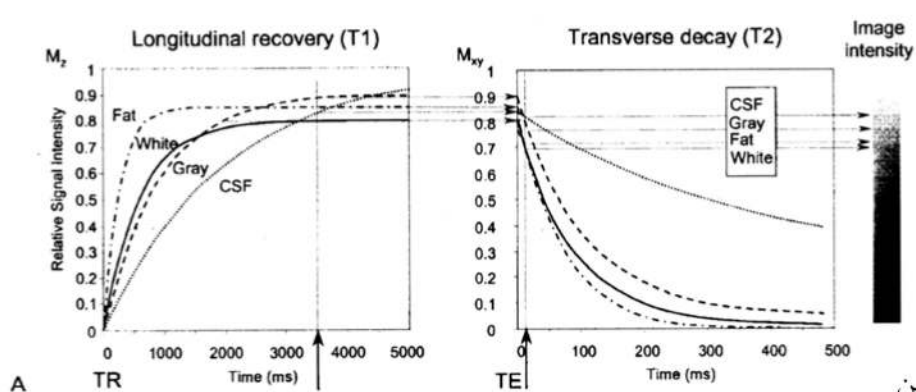 Longitudinal recovery (T1)
Transverse decay (T2)
Image
intensity
Mz
Mxy
Relative Signal Intensity
1
0.9
0.8
0.7
0.6
0.5
0.4
0.3
0.2
0.1
0
Fat
White
Gray
CSF
0 1000 2000 3000 4000 5000
A TR Time (ms)
1
0.9
0.8
0.7
0.6
0.5
0.4
0.3
0.2
0.1
0
CSF
Gray
Fat
White
0 100 200 300 400 500
TE Time (ms)